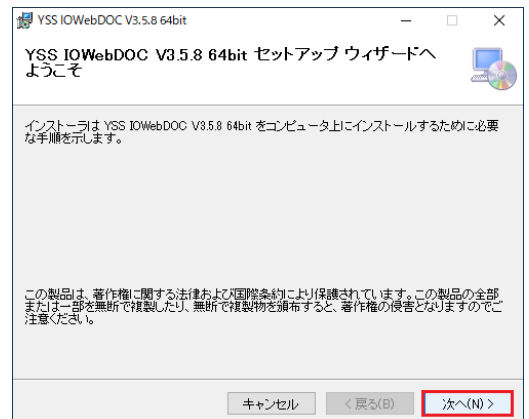 YSS IOWebDOC V3.5.8 64bit
YSS IOWebDOC V3.5.8 64bit セットアップ ウィザードへ
ようこそ
インストーラは YSS IOWebDOC V3.5.8 64bit をコンピュータ上にインストールするために必要
な手順を示します。
この製品は、著作権に関する法律および国際条約により保護されています。この製品の全部
または一部を無断で複製したり、無断で複製物を頒布すると、著作権の侵害となりますのでご
注意ください。
キャンセル
< 戻る(B)
次へ(N) >